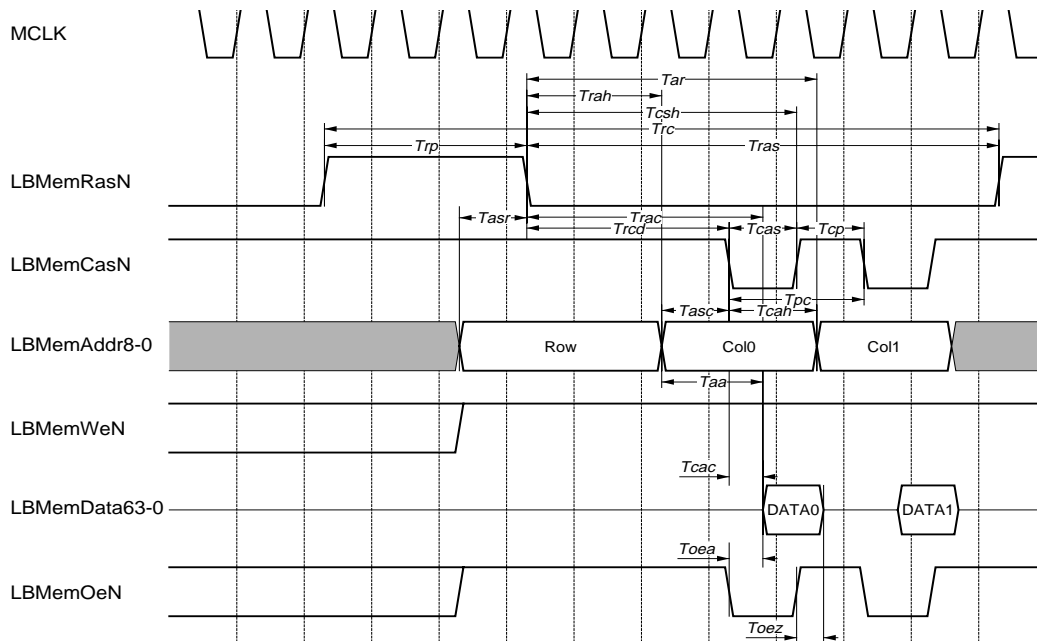 MCLK
Tar
Trah
Tcsh
Trc
Trp Tras
LBMemRasN
Tasr Trac
Trcd Tcas Tcp
LBMemCasN
Tpc
Tasc Tcah
LBMemAddr8-0 Row Col0 Col1
Taa
LBMemWeN
Tcac
LBMemData63-0 DATA0 DATA1
Toea
LBMemOeN
Toez